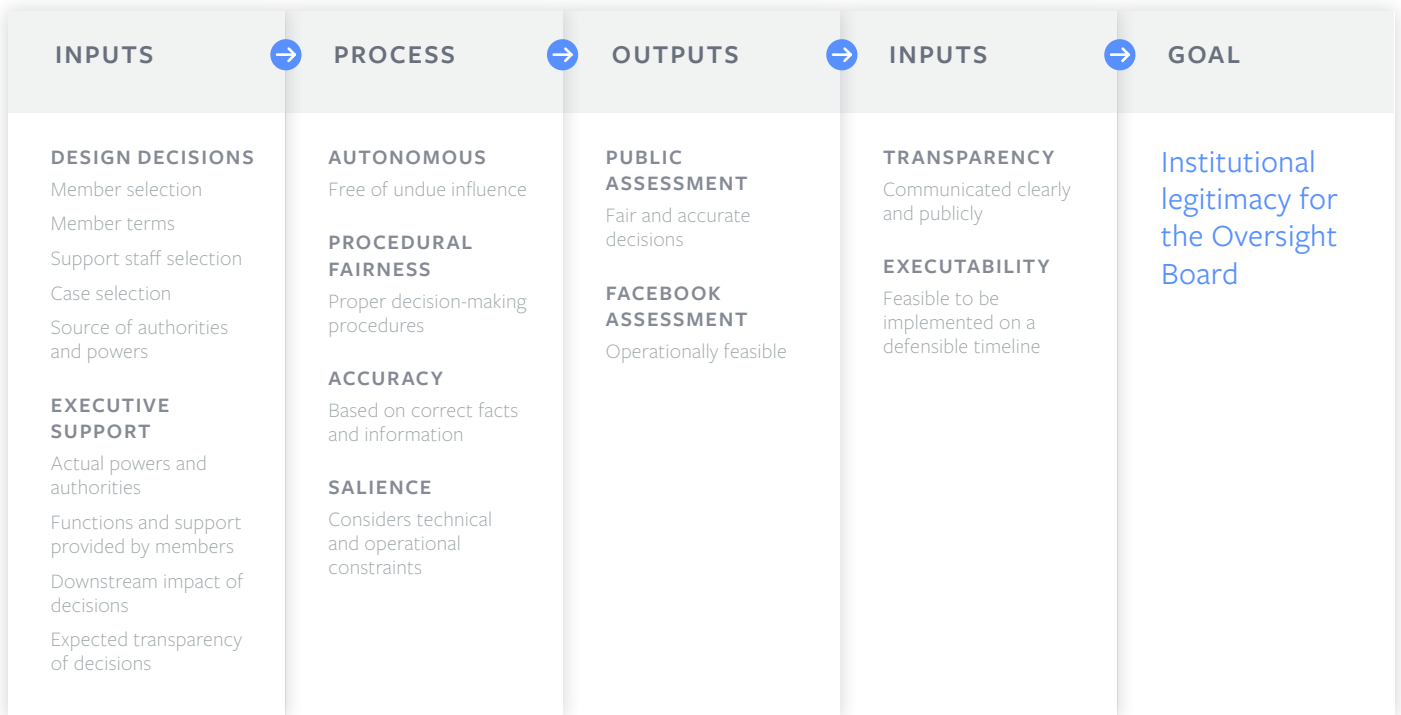 INPUTS
PROCESS
OUTPUTS
INPUTS
GOAL
DESIGN DECISIONS
Member selection
Member terms
Support staff selection
Case selection
Source of authorities
and powers
EXECUTIVE
SUPPORT
Actual powers and
authorities
Functions and support
provided by members
Downstream impact of
decisions
Expected transparency
of decisions
AUTONOMOUS
Free of undue influence
PROCEDURAL
FAIRNESS
Proper decision-making
procedures
ACCURACY
Based on correct facts
and information
SALIENCE
Considers technical
and operational
constraints
PUBLIC
ASSESSMENT
Fair and accurate
decisions
FACEBOOK
ASSESSMENT
Operationally feasible
TRANSPARENCY
Communicated clearly
and publicly
EXECUTABILITY
Feasible to be
implemented on a
defensible timeline
Institutional
legitimacy for
the Oversight
Board